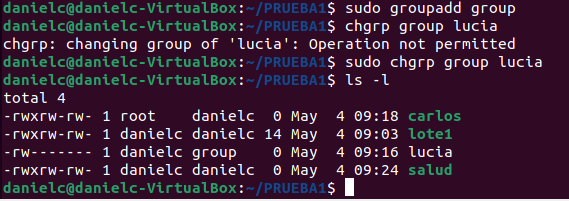 danielc@danielc-VirtualBox:~/PRUEBA1$ sudo groupadd group
danielc@danielc-VirtualBox:~/PRUEBA1$ chgrp group lucia
chgrp: changing group of 'lucia': Operation not permitted
danielc@danielc-VirtualBox:~/PRUEBA1$ sudo chgrp group lucia
danielc@danielc-VirtualBox:~/PRUEBA1$ ls -l
total 4
-rwxrw-rw- 1 root    danielc  0 May  4 09:18 carlos
-rwxrw-rw- 1 danielc danielc 14 May  4 09:03 lote1
-rw------- 1 danielc group    0 May  4 09:16 lucia
-rwxrw-rw- 1 danielc danielc  0 May  4 09:24 salud
danielc@danielc-VirtualBox:~/PRUEBA1$